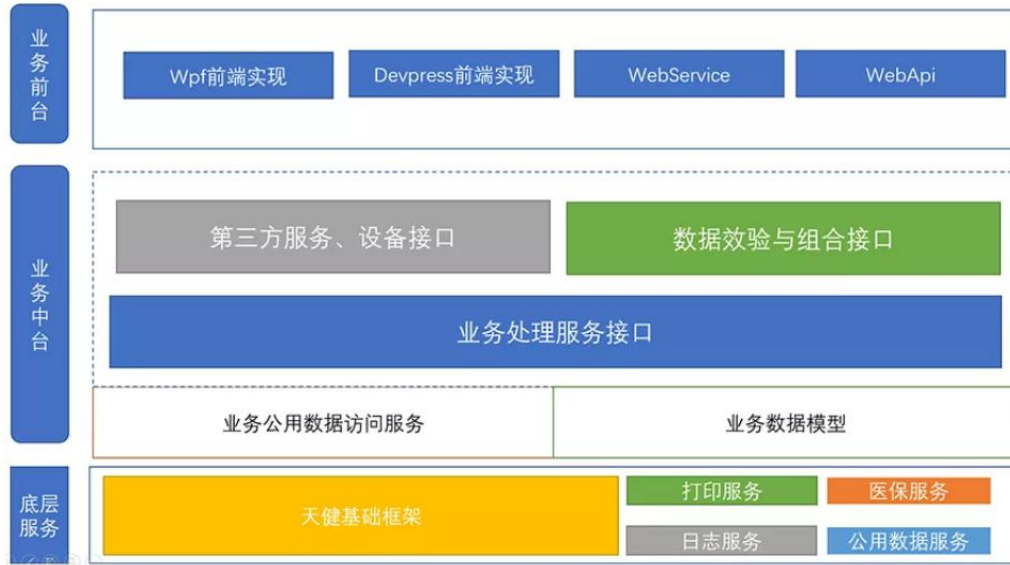 业务前台
Wpf前端实现
Devpress前端实现
WebService
WebApi
业务中台
第三方服务、设备接口
数据效验与组合接口
业务处理服务接口
业务公用数据访问服务
业务数据模型
底层
服务
天健基础框架
打印服务
医保服务
日志服务
公用数据服务